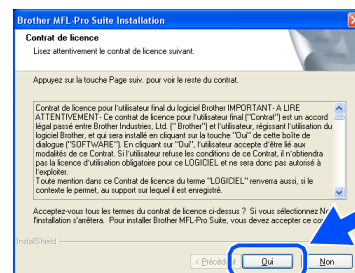 Brother MFL-Pro Suite Installation
Contrat de licence
Lisez attentivement le contrat de licence suivant.
Appuyez sur la touche Page suiv. pour voir le reste du contrat.
Contrat de licence pour l'utilisateur final du logiciel Brother IMPORTANT- A LIRE
ATTENTIVEMENT- Ce contrat de licence pour l'utilisateur final ("Contrat") est un accord
légal passé entre Brother Industries, Ltd. (" Brother") et l'utilisateur, régissant l'utilisation du
logiciel Brother, et qui sera installé en cliquant sur la touche "Oui" de cette boîte de
dialogue ("SOFTWARE"). En cliquant sur "Oui", l'utilisateur accepte d'être lié aux
modalités de ce Contrat. Si l'utilisateur refuse les conditions de ce Contrat, il n'obtiendra
pas la licence d'utilisation obligatoire pour ce LOGICIEL et ne sera donc pas autorisé à
l'exploiter.
Toute mention dans ce Contrat de licence du terme "LOGICIEL" renverra aussi, si le
contexte le permet, au support sur lequel il est enregistré.
Acceptez-vous tous les termes du contrat de licence ci-dessus ? Si vous sélectionnez
l'installation s'arrêtera. Pour installer Brother MFL-Pro Suite, vous devez accepter ce
InstallShield
< Précédent
Oui
Non